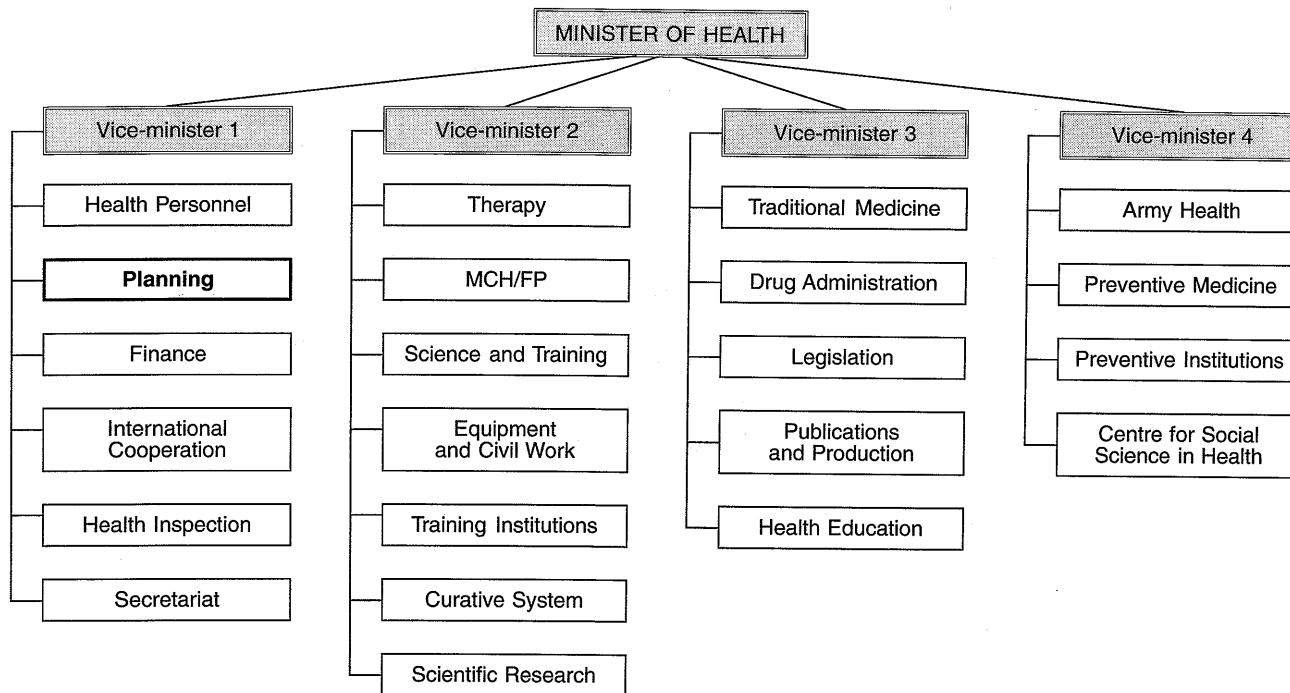 MINISTER OF HEALTH
Vice-minister 1
Health Personnel
Planning
Finance
International
Cooperation
Health Inspection
Secretariat
Vice-minister 2
Therapy
MCH/FP
Science and Training
Equipment
and Civil Work
Training Institutions
Curative System
Scientific Research
Vice-minister 3
Traditional Medicine
Drug Administration
Legislation
Publications
and Production
Health Education
Vice-minister 4
Army Health
Preventive Medicine
Preventive Institutions
Centre for Social
Science in Health